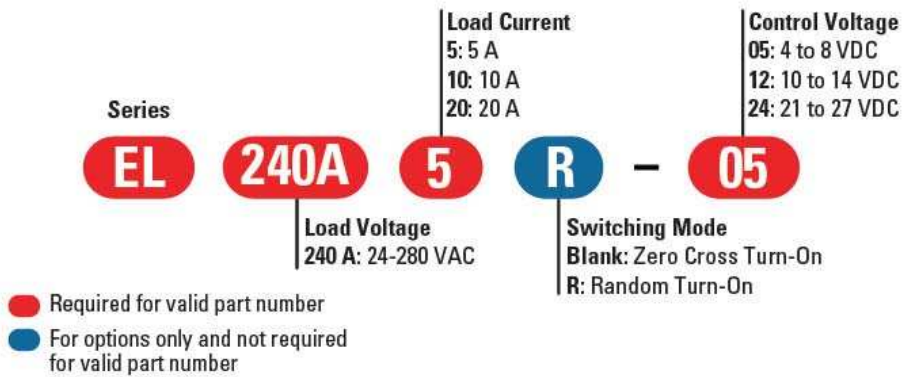 Load Current
5: 5 A
10: 10 A
20: 20 A
Control Voltage
05: 4 to 8 VDC
12: 10 to 14 VDC
24: 21 to 27 VDC
Series
EL 240A 5 R – 05
Load Voltage
240 A: 24-280 VAC
Switching Mode
Blank: Zero Cross Turn-On
R: Random Turn-On
Required for valid part number
For options only and not required
for valid part number